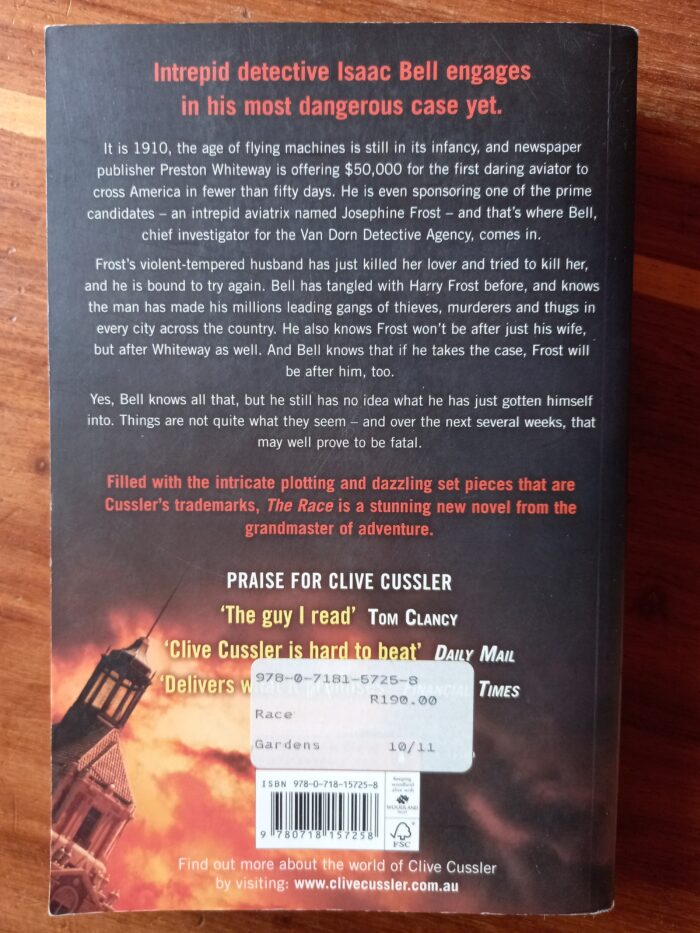 Intrepid detective Isaac Bell engages
in his most dangerous case yet.
It is 1910, the age of flying machines is still in its infancy, and newspaper
publisher Preston Whiteway is offering $50,000 for the first daring aviator to
cross America in fewer than fifty days. He is even sponsoring one of the prime
candidates – an intrepid aviatrix named Josephine Frost – and that's where Bell,
chief investigator for the Van Dorn Detective Agency, comes in.
Frost's violent-tempered husband has just killed her lover and tried to kill her,
and he is bound to try again. Bell has tangled with Harry Frost before, and knows
the man has made his millions leading gangs of thieves, murderers and thugs in
every city across the country. He also knows Frost won't be after just his wife,
but after Whiteway as well. And Bell knows that if he takes the case, Frost will
be after him, too.
Yes, Bell knows all that, but he still has no idea what he has just gotten himself
into. Things are not quite what they seem – and over the next several weeks, that
may well prove to be fatal.
Filled with the intricate plotting and dazzling set pieces that are
Cussler's trademarks, The Race is a stunning new novel from the
grandmaster of adventure.
PRAISE FOR CLIVE CUSSLER
'The guy I read' TOM CLANCY
'Clive Cussler is hard to beat' DAILY MAIL
'Delivers what it promises' FINANCIAL TIMES
978-0-7181-5725-8
R190.00
Race
Gardens 10/11
ISBN 978-0-718-15725-8
9 780718 157258
keeping
woodland
alive with
WOODLAND
FSC
Find out more about the world of Clive Cussler
by visiting: www.clivecussler.com.au